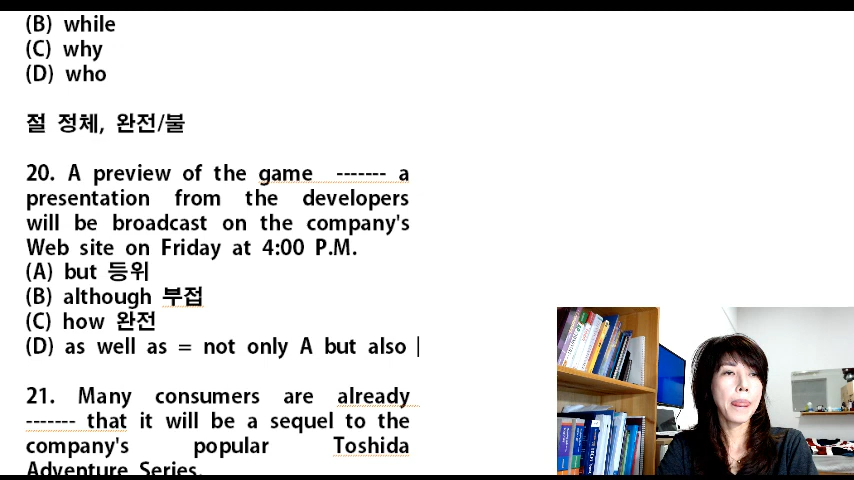 (B) while
(C) why
(D) who
절 정체, 완전/불
20. A preview of the game ------- a
presentation from the developers
will be broadcast on the company's
Web site on Friday at 4:00 P.M.
(A) but 등위
(B) although 부접
(C) how 완전
(D) as well as = not only A but also
21. Many consumers are already
------- that it will be a sequel to the
company's popular Toshida
Adventure Series.